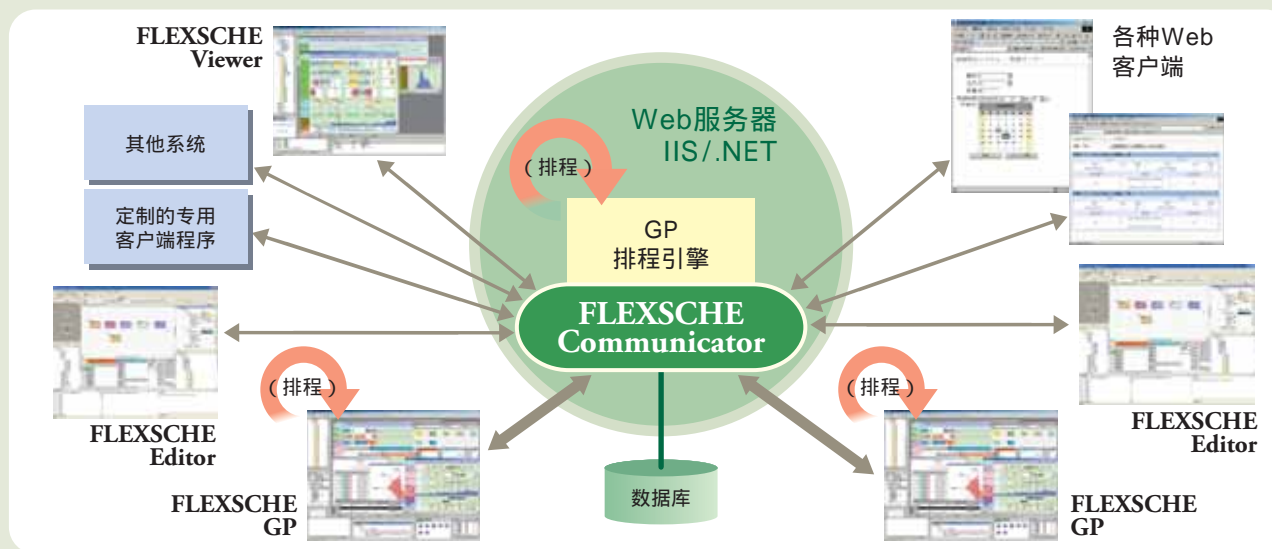 FLEXSCHE
Viewer
其他系统
定制的专用
客户端程序
FLEXSCHE
Editor
(排程)
FLEXSCHE
GP
Web服务器
IIS/.NET
(排程)
GP
排程引擎
FLEXSCHE
Communicator
数据库
各种Web
客户端
FLEXSCHE
Editor
(排程)
FLEXSCHE
GP